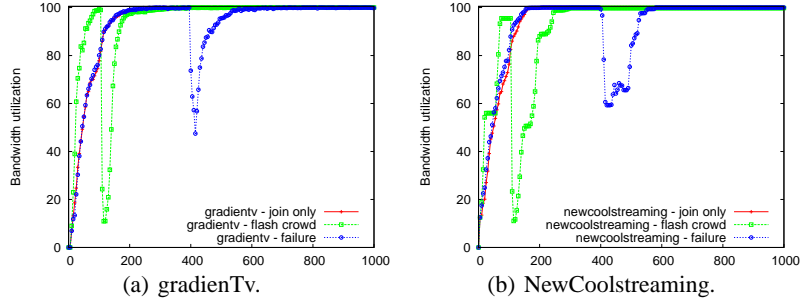 100
80
60
40
20
0
Bandwidth utilization
gradientv - join only
gradientv - flash crowd
gradientv - failure
0 200 400 600 800 1000
(a) gradienTv.
100
80
60
40
20
0
Bandwidth utilization
newcoolstreaming - join only
newcoolstreaming - flash crowd
newcoolstreaming - failure
0 200 400 600 800 1000
(b) NewCoolstreaming.